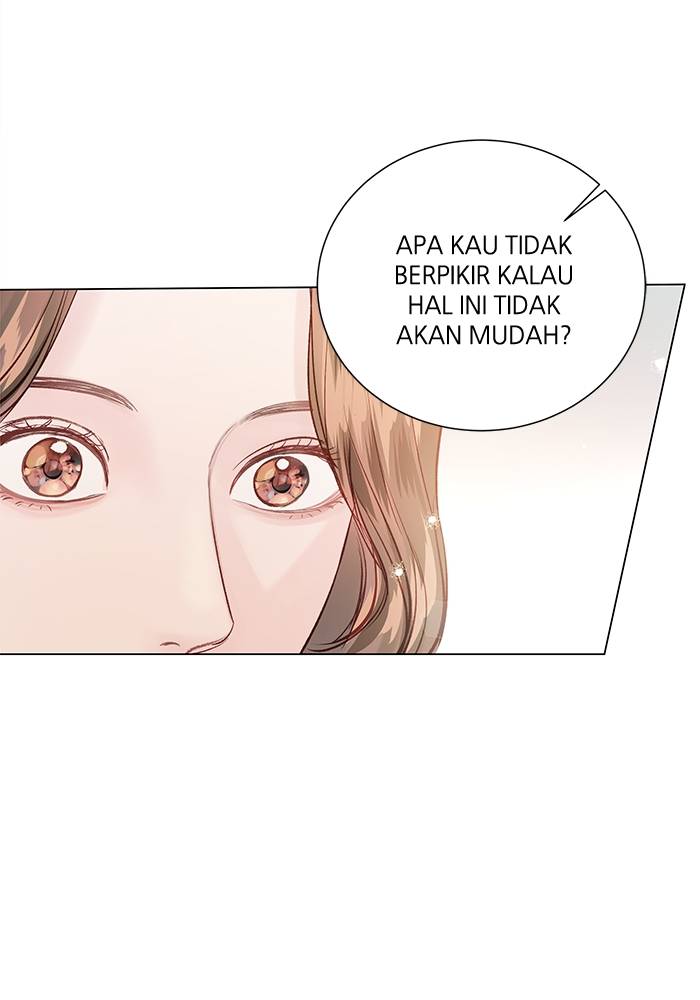 APA KAU TIDAK
BERPIKIR KALAU
HAL INI TIDAK
AKAN MUDAH?